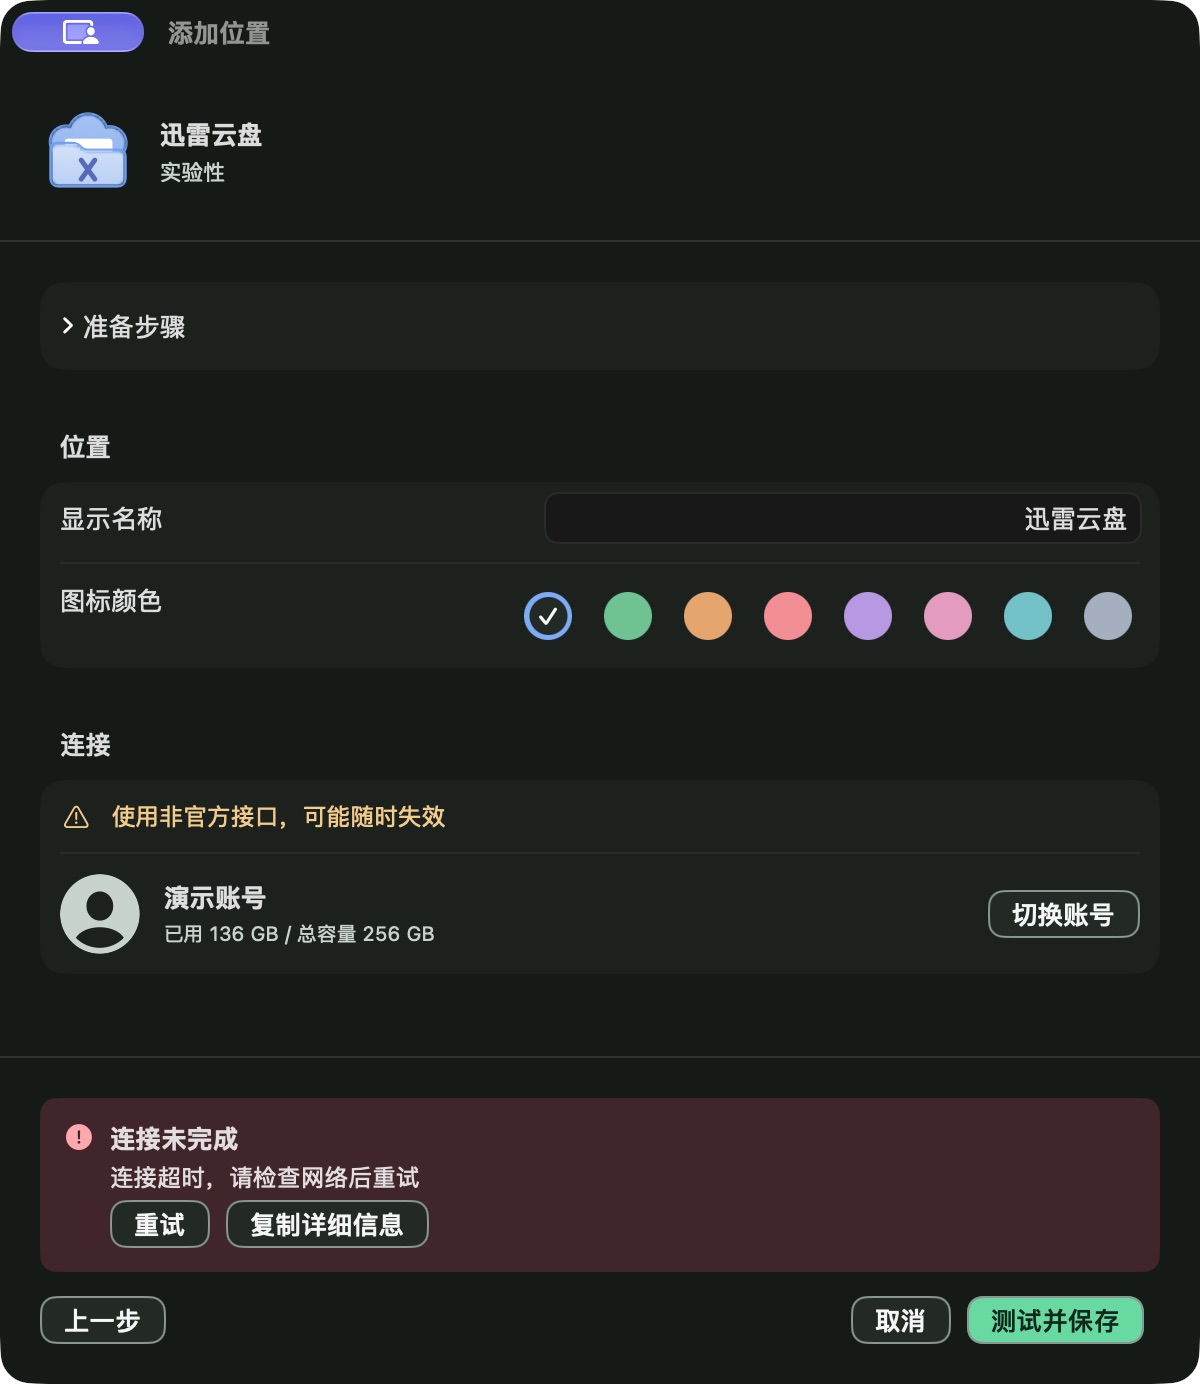 添加位置
迅雷云盘
实验性
准备步骤
位置
显示名称
迅雷云盘
图标颜色
连接
使用非官方接口，可能随时失效
演示账号
已用 136 GB / 总容量 256 GB
切换账号
连接未完成
连接超时，请检查网络后重试
重试
复制详细信息
上一步
取消
测试并保存